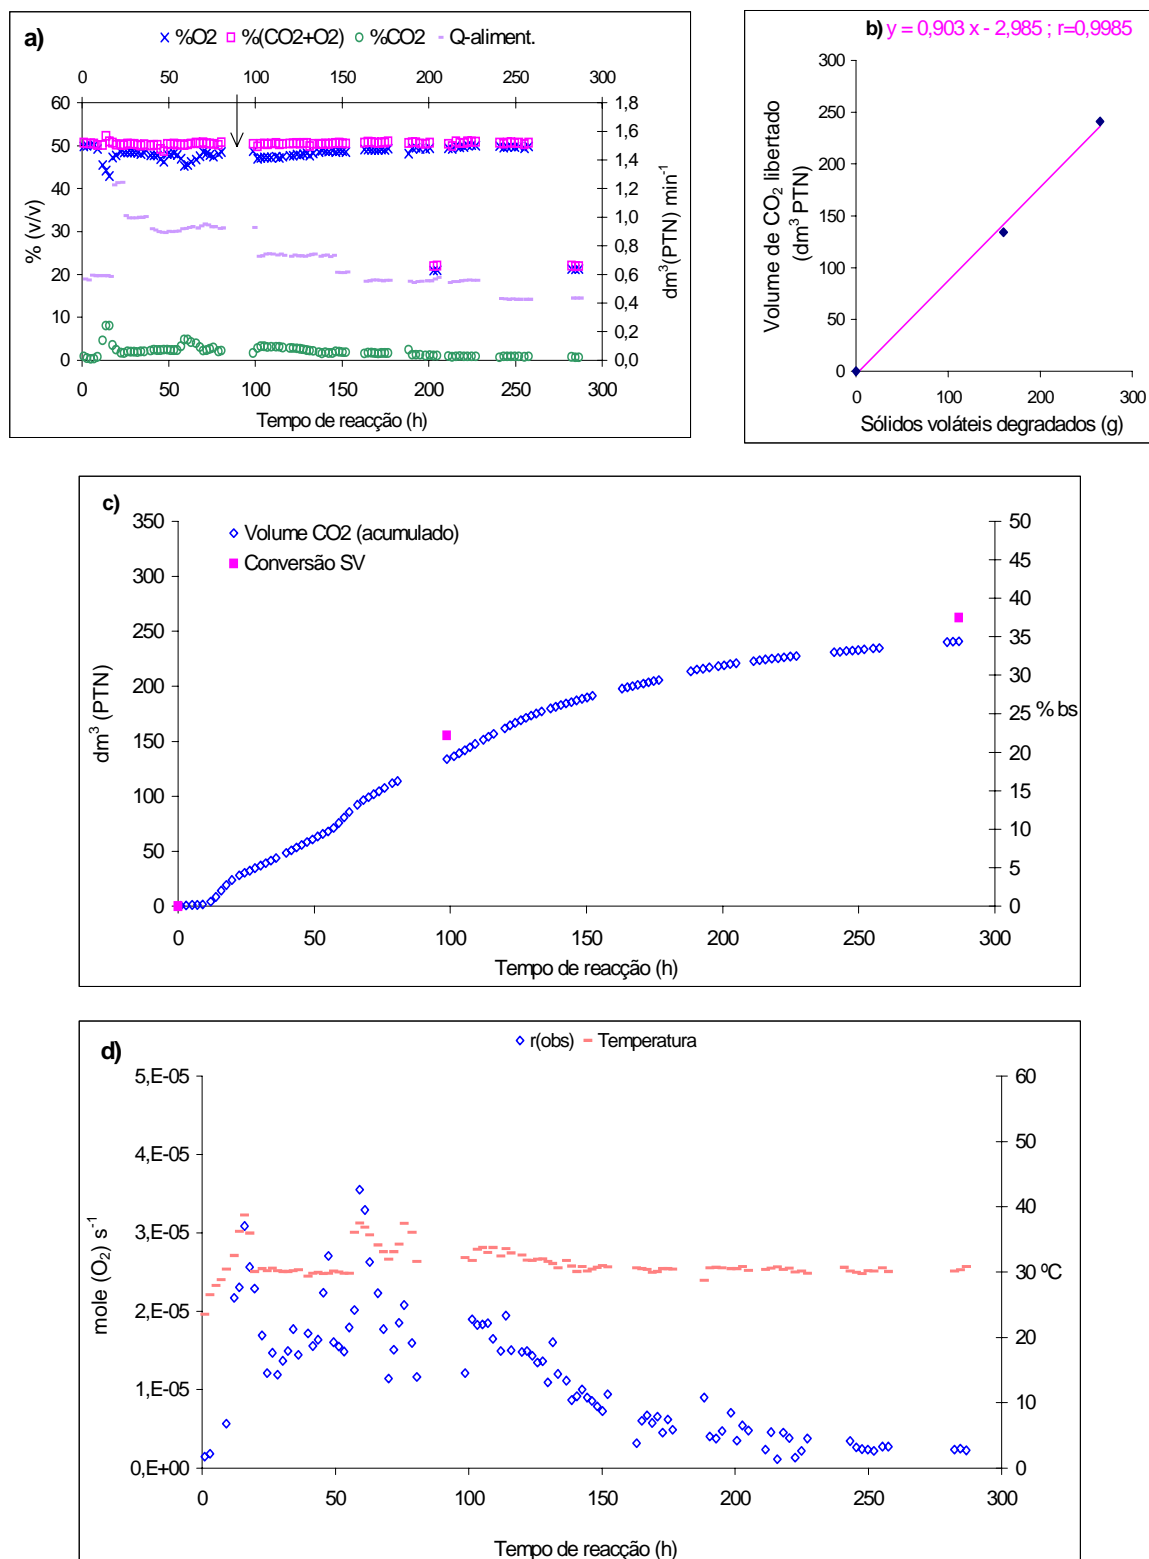 a)
%O2 %(CO2+O2) %CO2 Q-aliment.
0 50 100 150 200 250 300
60 50 40 30 20 10 0
% (v/v)
1,8 1,6 1,4 1,2 1,0 0,8 0,6 0,4 0,2 0,0
dm³(PTN) min⁻¹
0 50 100 150 200 250 300
Tempo de reacção (h)
b) y = 0,903 x - 2,985 ; r=0,9985
300 250 200 150 100 50 0
Volume de CO₂ libertado
(dm³ PTN)
0 100 200 300
Sólidos voláteis degradados (g)
c)
Volume CO2 (acumulado)
Conversão SV
350 300 250 200 150 100 50 0
dm³ (PTN)
50 45 40 35 30 25 20 15 10 5 0
% bs
0 50 100 150 200 250 300
Tempo de reacção (h)
d)
r(obs) Temperatura
5,E-05 4,E-05 3,E-05 2,E-05 1,E-05 0,E+00
mole (O₂) s⁻¹
60 50 40 30 20 10 0
ºC
0 50 100 150 200 250 300
Tempo de reacção (h)